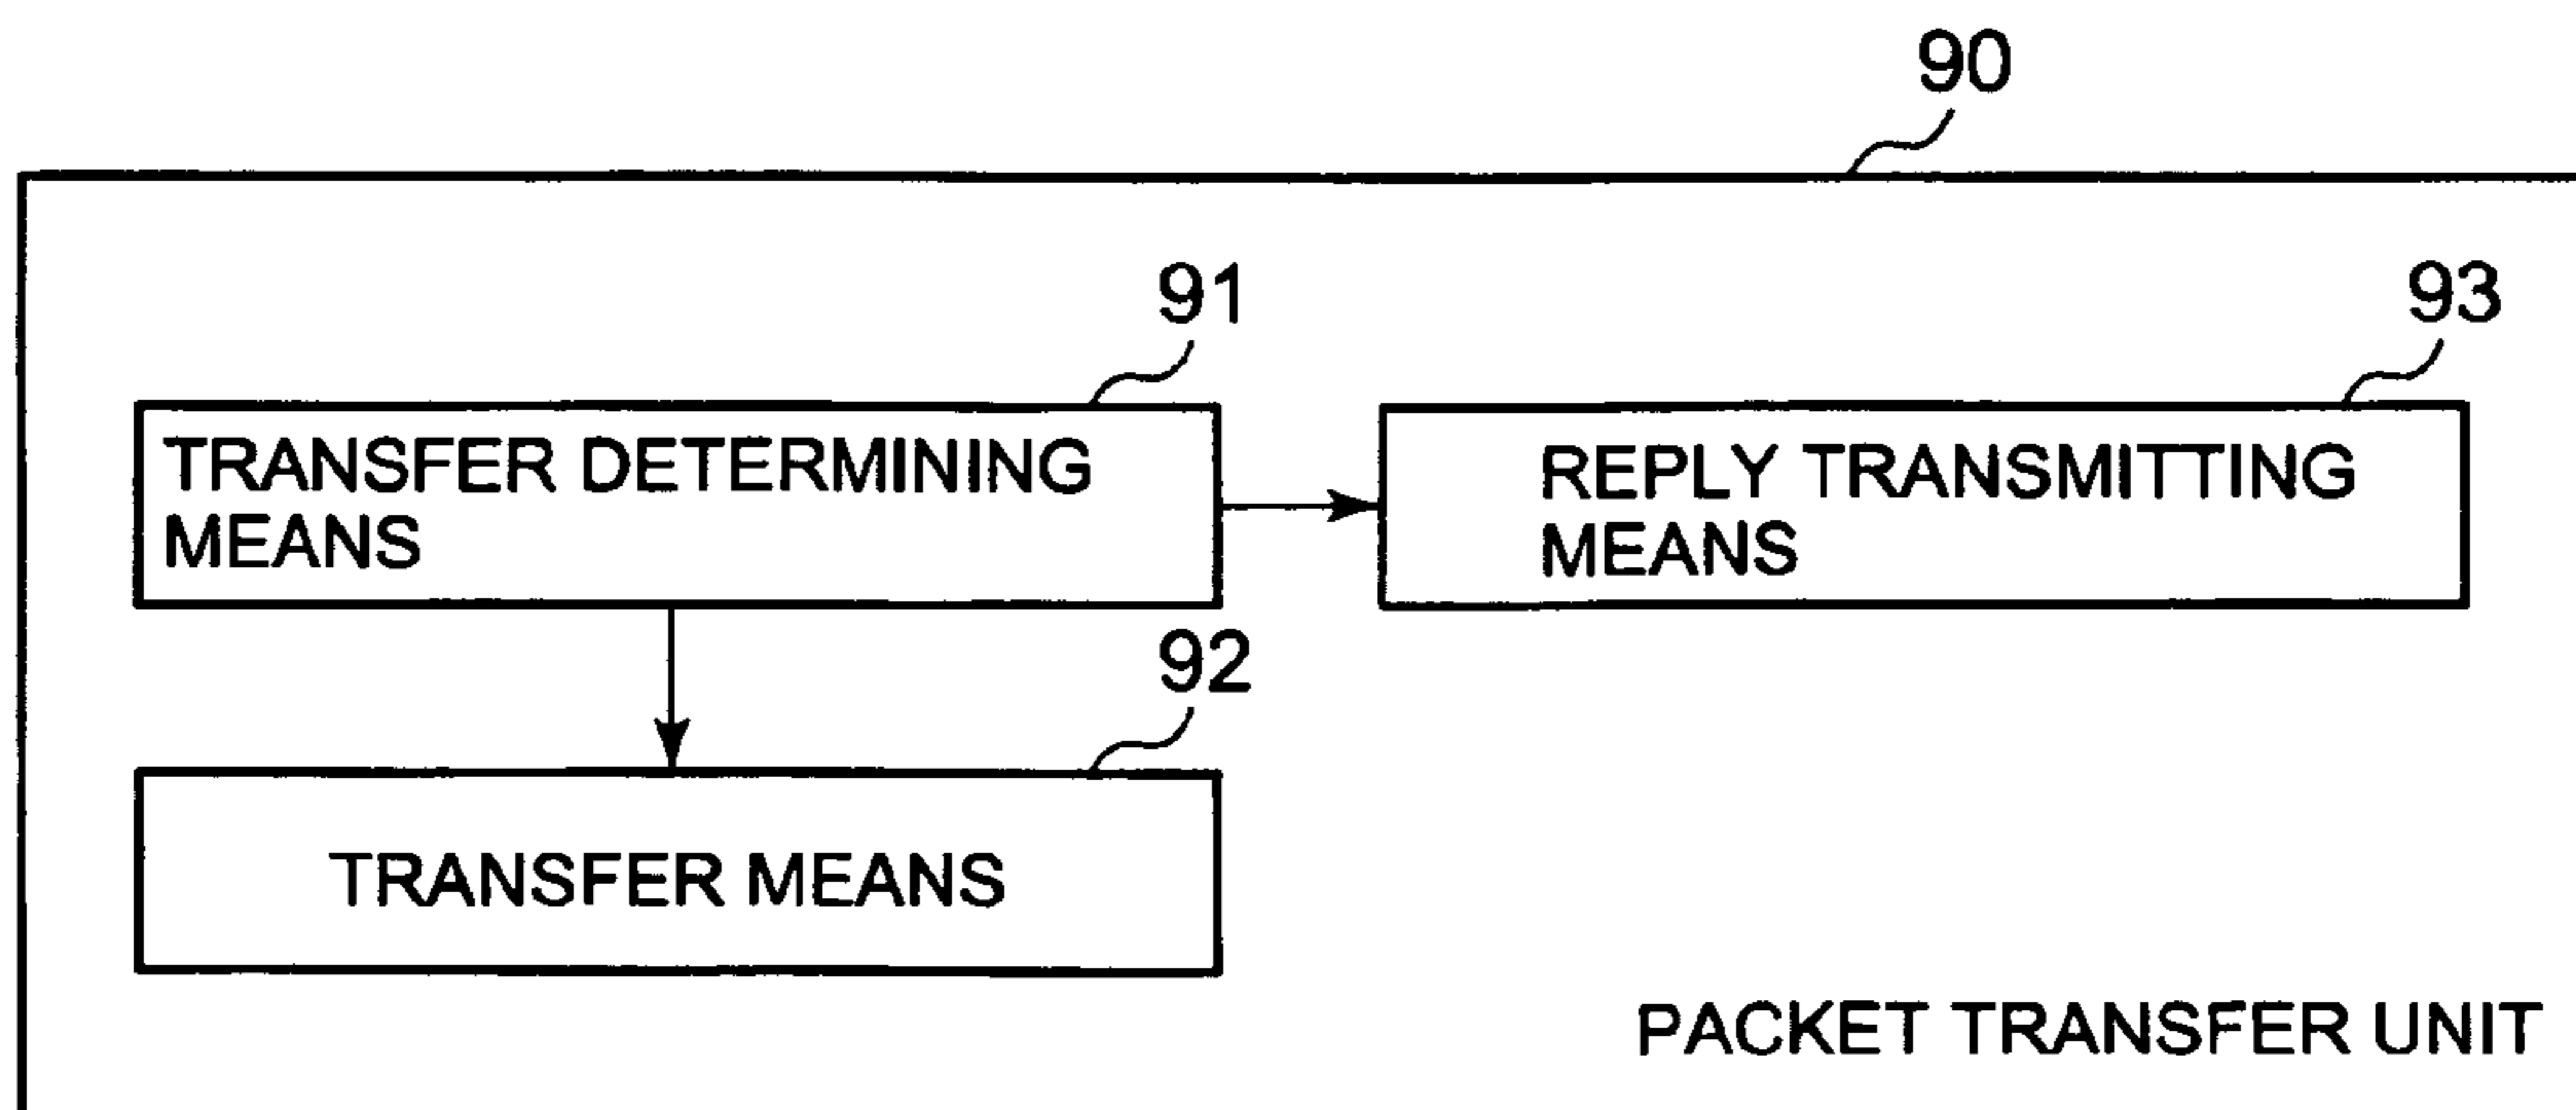 90
91
93
TRANSFER DETERMINING
MEANS
REPLY TRANSMITTING
MEANS
92
TRANSFER MEANS
PACKET TRANSFER UNIT